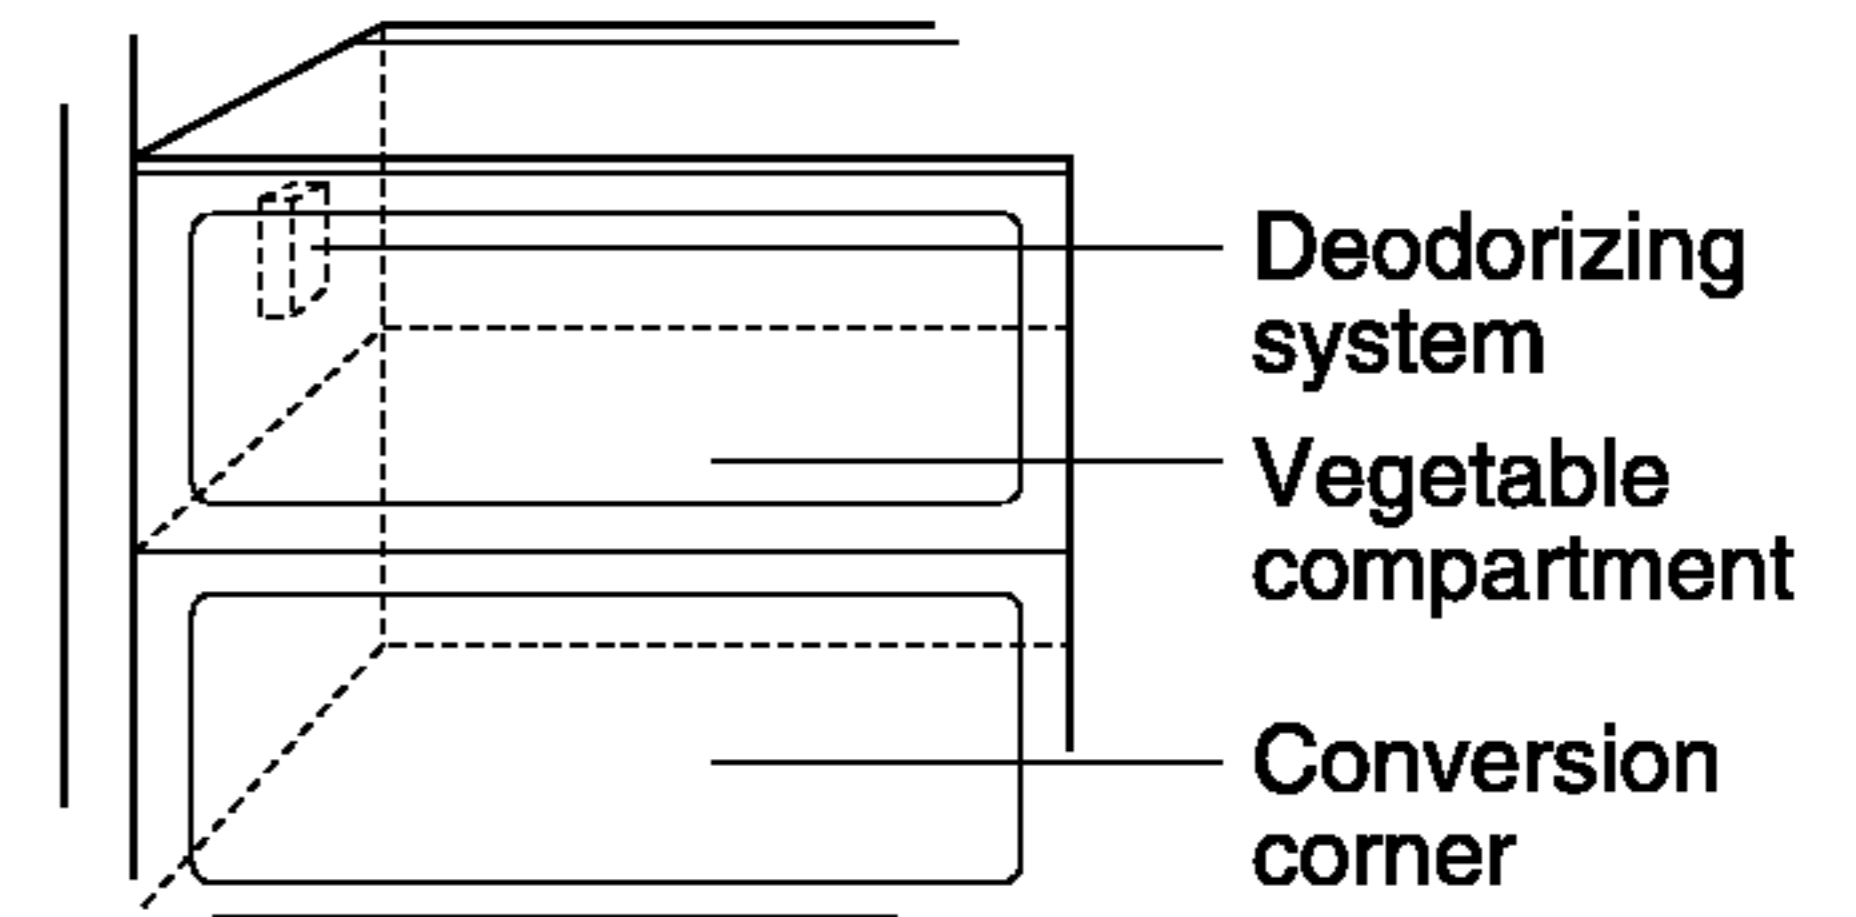 Deodorizing
system
Vegetable
compartment
Conversion
corner